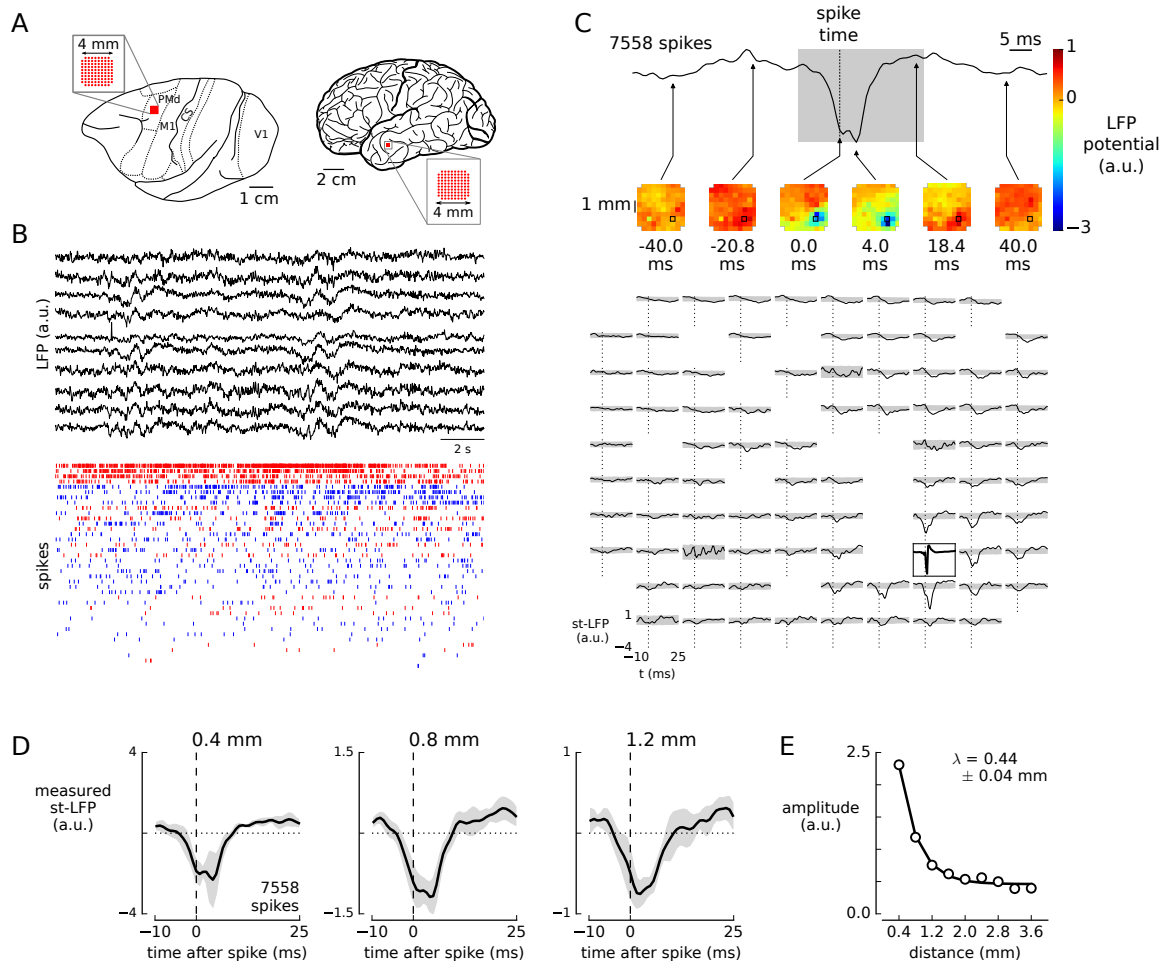 A
4 mm
PMd
M1
CS
V1
1 cm
2 cm
4 mm
B
LFP (a.u.)
2 s
spikes
C
7558 spikes
spike
time
5 ms
1
0
−3
LFP
potential
(a.u.)
1 mm
-40.0
ms
-20.8
ms
0.0
ms
4.0
ms
18.4
ms
40.0
ms
st-LFP
(a.u.)
1
−4
−10
25
t (ms)
D
measured
st-LFP
(a.u.)
0.4 mm
4
−4
7558
spikes
−10 0 25
time after spike (ms)
0.8 mm
1.5
−1.5
−10 0 25
time after spike (ms)
1.2 mm
1
−1
−10 0 25
time after spike (ms)
E
amplitude
(a.u.)
2.5
0.0
λ = 0.44
± 0.04 mm
0.4 1.2 2.0 2.8 3.6
distance (mm)